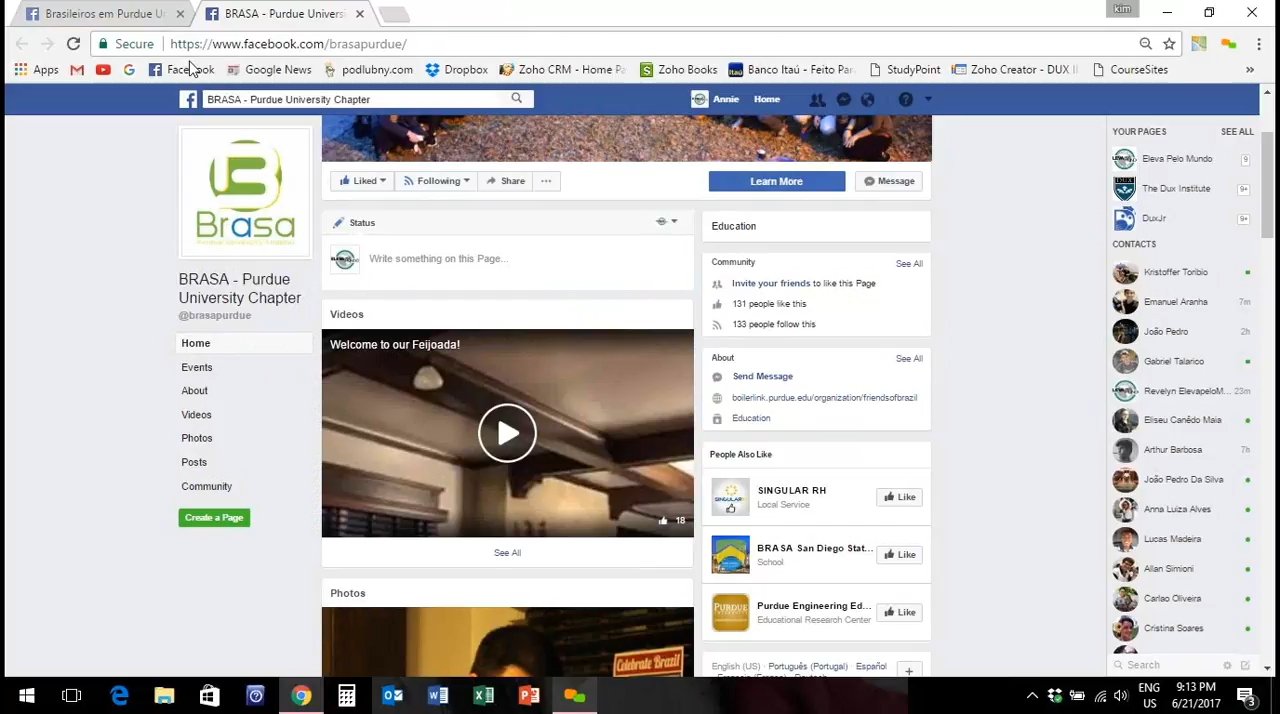 Brasileiros em Purdue U
BRASA - Purdue Univers
kim
Secure
https://www.facebook.com/brasapurdue/
Apps
Facebook
Google News
podlubny.com
Dropbox
Zoho CRM - Home Pa
Zoho Books
Banco Itaú - Feito Par
StudyPoint
Zoho Creator - DUX II
CourseSites
»
BRASA - Purdue University Chapter
Annie
Home
Brasa
BRASA - Purdue
University Chapter
@brasapurdue
Home
Events
About
Videos
Photos
Posts
Community
Create a Page
Liked
Following
Share
...
Learn More
Message
Status
Write something on this Page...
Videos
Welcome to our Feijoada!
18
See All
Photos
Celebrate Brazil
Education
Community
See All
Invite your friends to like this Page
131 people like this
133 people follow this
About
See All
Send Message
boilerlink.purdue.edu/organization/friendsofbrazil
Education
People Also Like
SINGULAR RH
Local Service
Like
BRASA San Diego Stat...
School
Like
PURDUE
Purdue Engineering Ed...
Educational Research Center
Like
English (US) · Português (Portugal) · Español
YOUR PAGES
SEE ALL
Eleva Pelo Mundo
9
The Dux Institute
9+
DuxJr
9+
CONTACTS
Kristoffer Toribio
Emanuel Aranha
7m
João Pedro
2h
Gabriel Talarico
Revelyn ElevapeloM...
23m
Eliseu Canêdo Maia
Arthur Barbosa
7h
João Pedro Da Silva
Anna Luiza Alves
Lucas Madeira
Allan Simioni
Carlao Oliveira
Cristina Soares
Search
ENG
US
9:13 PM
6/21/2017
3